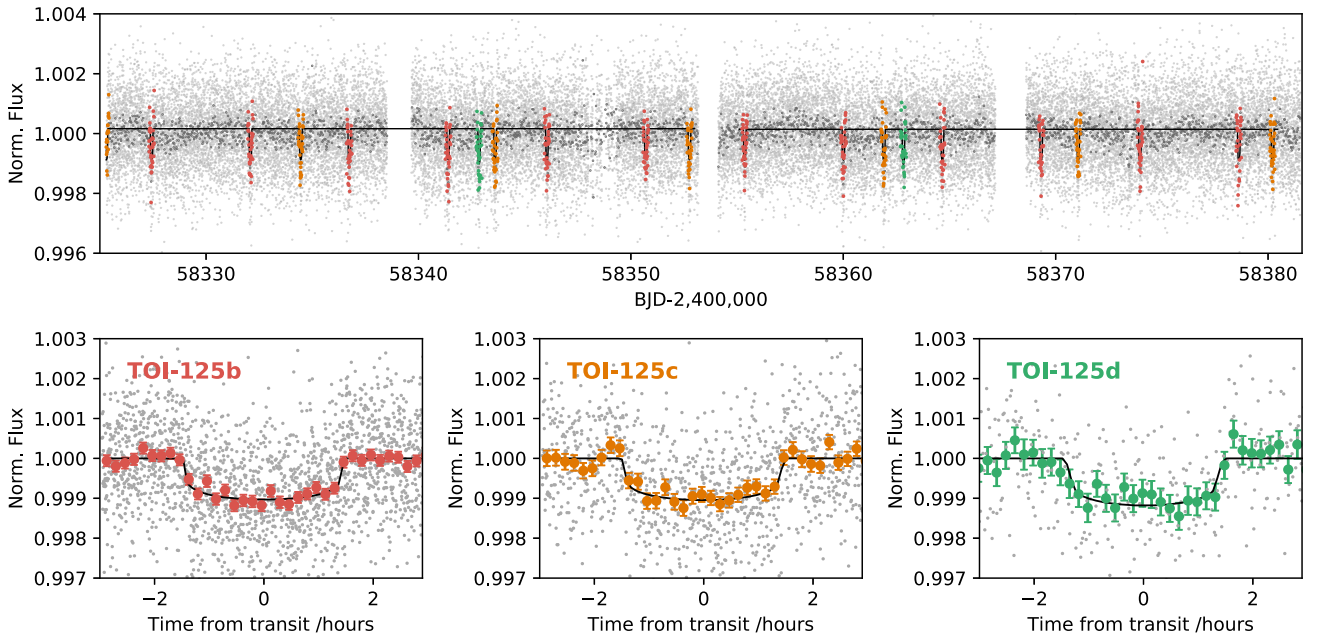 1.004
1.002
1.000
0.998
0.996
Norm. Flux
58330 58340 58350 58360 58370 58380
BJD-2,400,000
1.003
1.002
1.001
1.000
0.999
0.998
0.997
Norm. Flux
TOI-125b
−2 0 2
Time from transit /hours
1.003
1.002
1.001
1.000
0.999
0.998
0.997
Norm. Flux
TOI-125c
−2 0 2
Time from transit /hours
1.003
1.002
1.001
1.000
0.999
0.998
0.997
Norm. Flux
TOI-125d
−2 0 2
Time from transit /hours